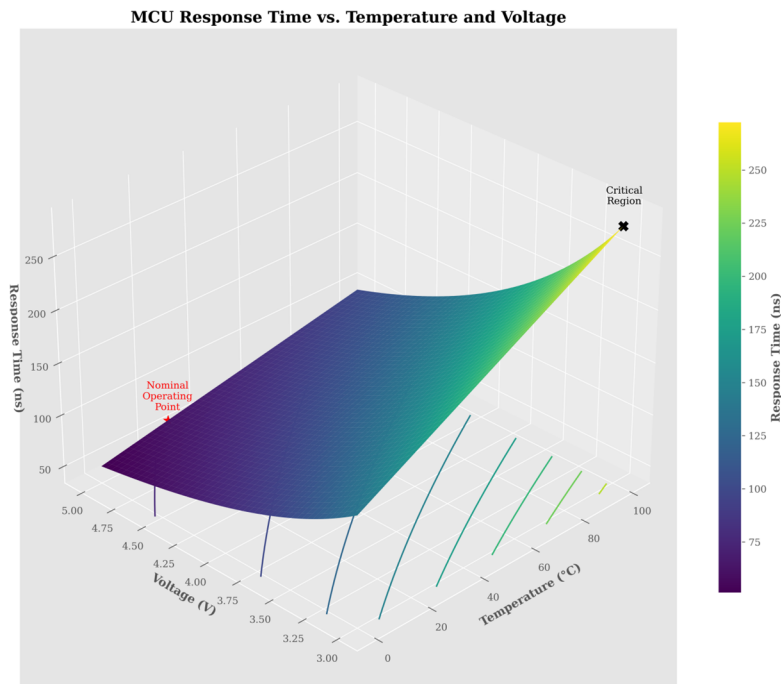 MCU Response Time vs. Temperature and Voltage
Critical
Region
Nominal
Operating
Point
Response Time (ns)
250
200
150
100
50
5.00
4.75
4.50
4.25
4.00
3.75
3.50
3.25
3.00
Voltage (V)
0
20
40
60
80
100
Temperature (°C)
250
225
200
175
150
125
100
75
Response Time (ns)